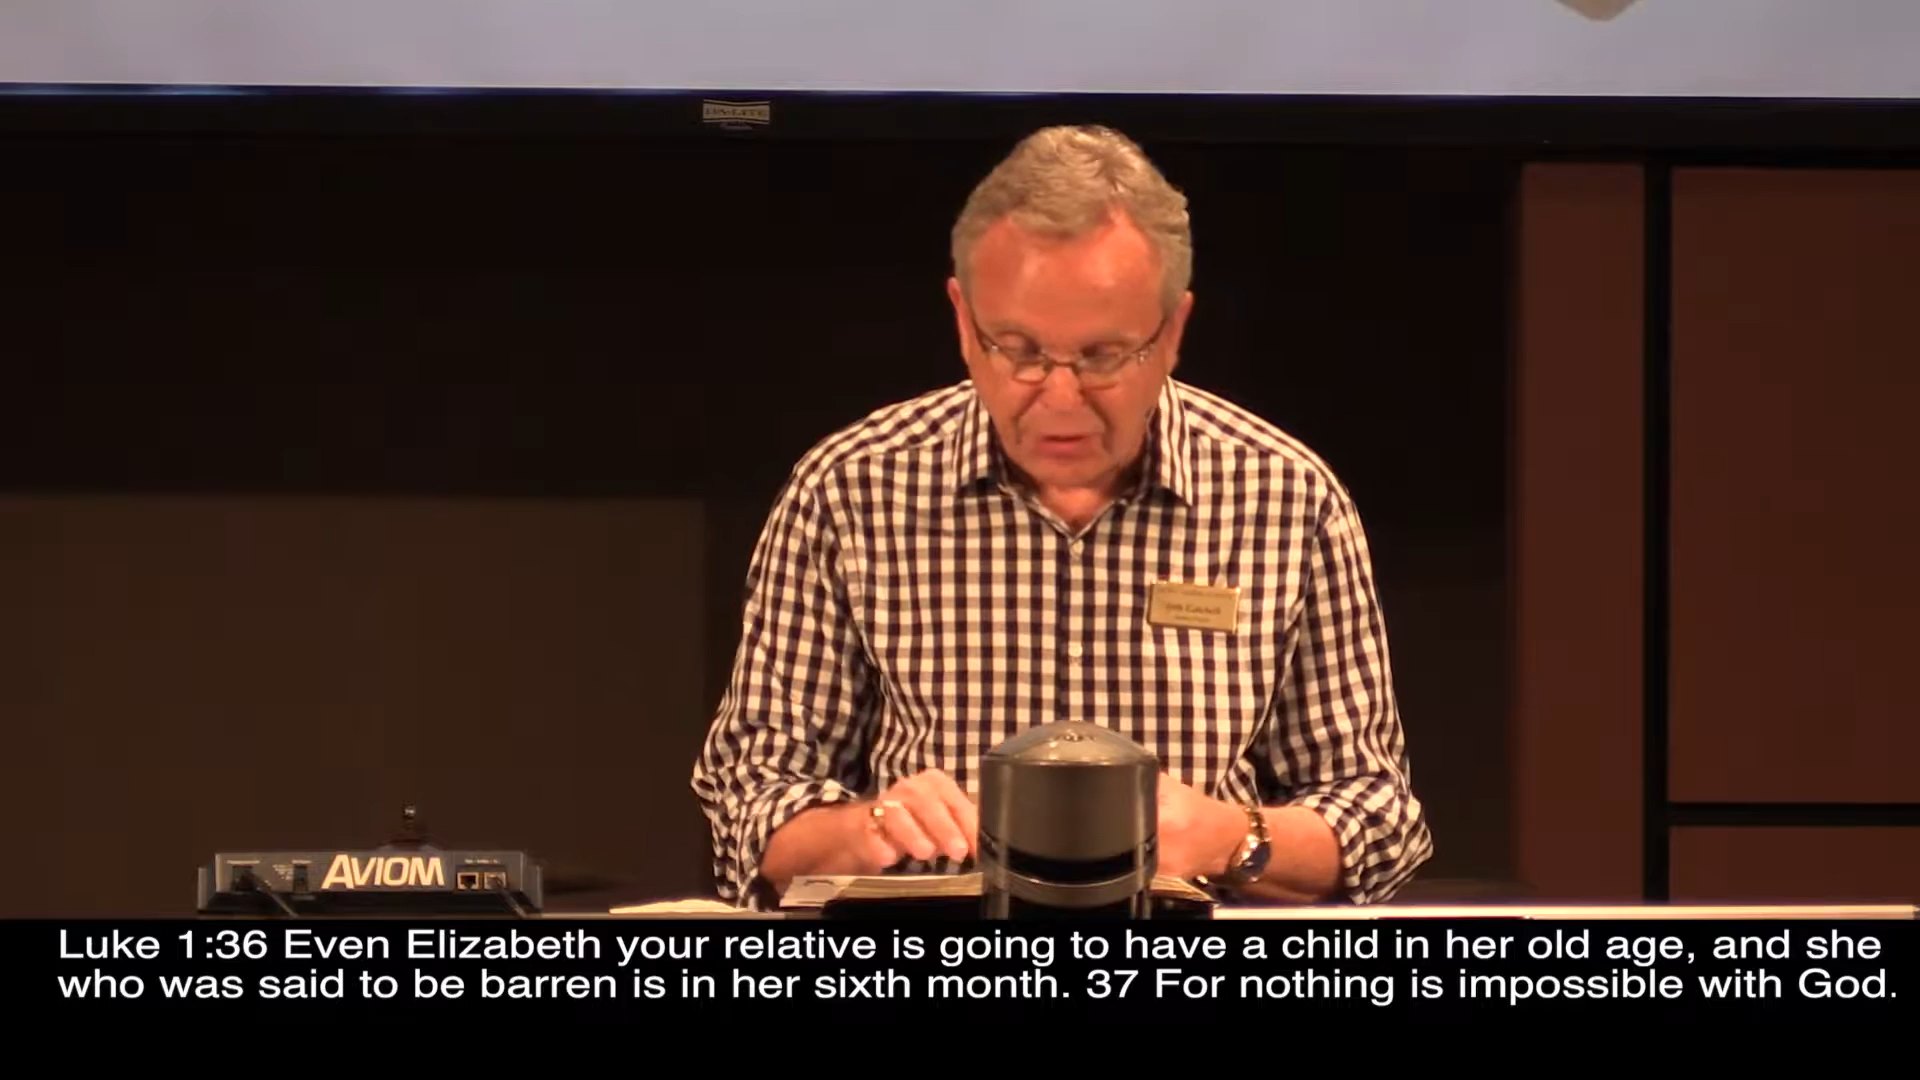 AVIOM
Luke 1:36 Even Elizabeth your relative is going to have a child in her old age, and she
who was said to be barren is in her sixth month. 37 For nothing is impossible with God.